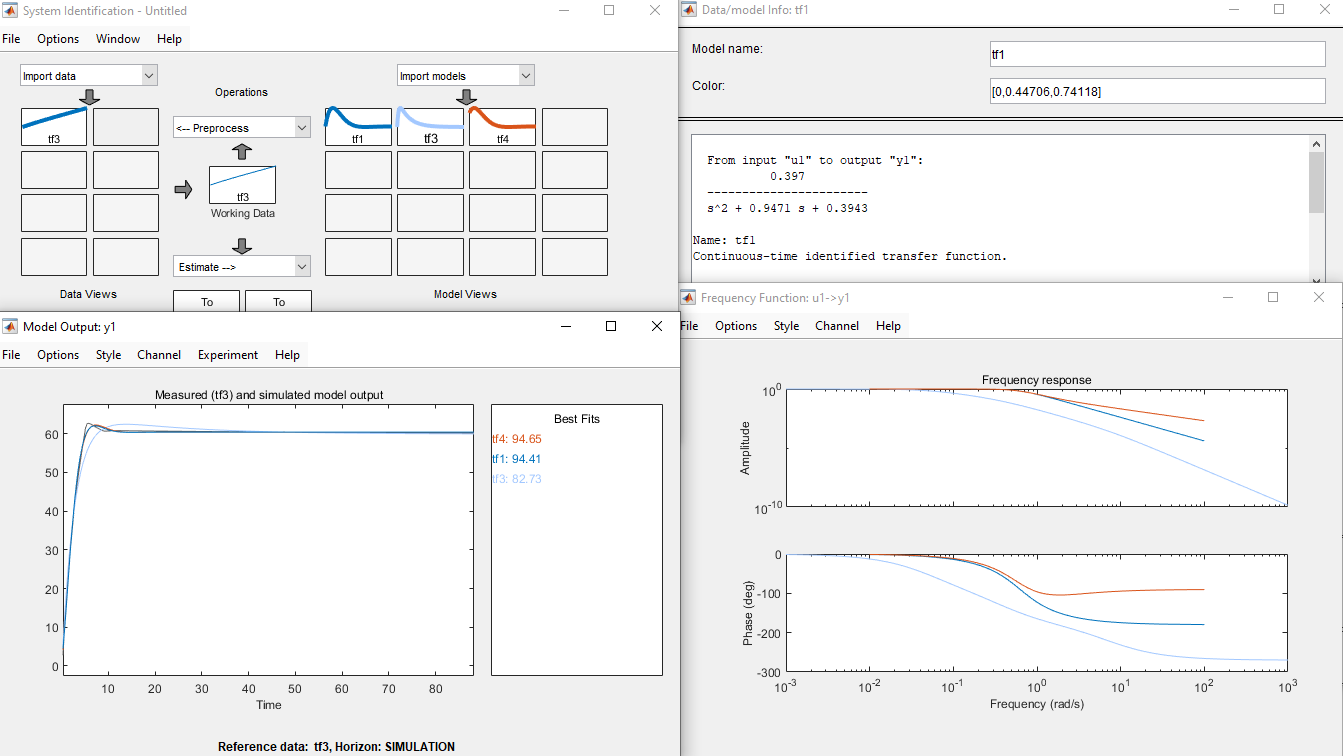 System Identification - Untitled
File Options Window Help
Import data
Import models
Operations
tf3
<-- Preprocess
tf1
tf3
tf4
tf3
Working Data
Estimate -->
Data Views
To
To
Model Views
Data/model Info: tf1
Model name:
tf1
Color:
[0,0.44706,0.74118]
From input "u1" to output "y1":
0.397
-----------------------
s^2 + 0.9471 s + 0.3943
Name: tf1
Continuous-time identified transfer function.
Model Output: y1
File Options Style Channel Experiment Help
Measured (tf3) and simulated model output
60
50
40
30
20
10
0
10 20 30 40 50 60 70 80
Time
Best Fits
tf4: 94.65
tf1: 94.41
tf3: 82.73
Reference data: tf3, Horizon: SIMULATION
Frequency Function: u1->y1
File Options Style Channel Help
Frequency response
10^0
Amplitude
10^-10
0
-100
-200
-300
Phase (deg)
10^-3 10^-2 10^-1 10^0 10^1 10^2 10^3
Frequency (rad/s)